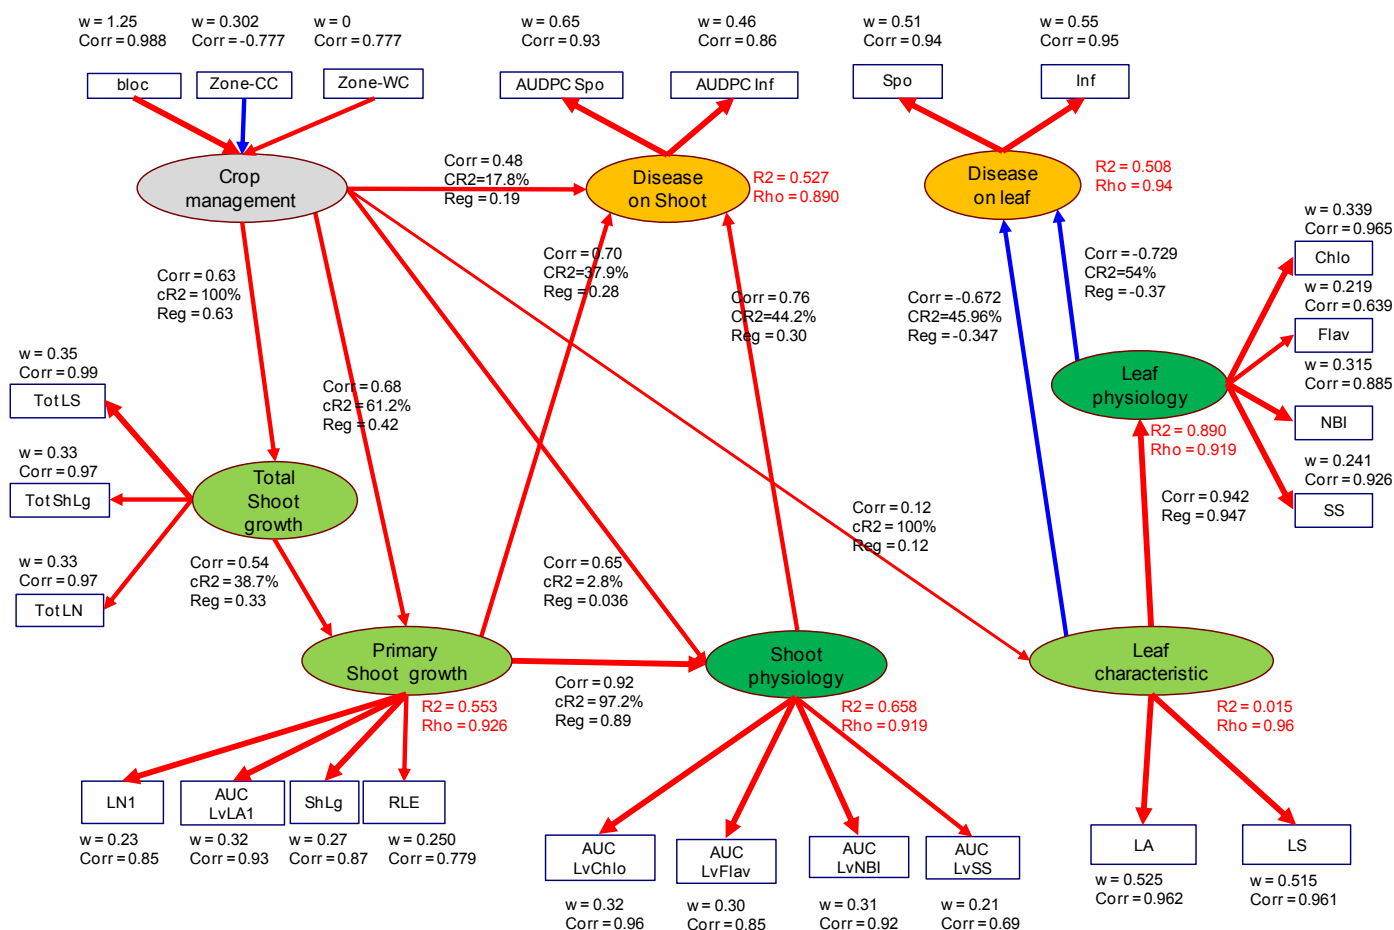 w = 1.25
Corr = 0.988
w = 0.302
Corr = -0.777
w = 0
Corr = 0.777
w = 0.65
Corr = 0.93
w = 0.46
Corr = 0.86
w = 0.51
Corr = 0.94
w = 0.55
Corr = 0.95
bloc
Zone-CC
Zone-WC
AUDPC Spo
AUDPC Inf
Spo
Inf
Crop
management
Corr = 0.48
CR2 = 17.8%
Reg = 0.19
Disease
on Shoot
R2 = 0.527
Rho = 0.890
Disease
on leaf
R2 = 0.508
Rho = 0.94
w = 0.339
Corr = 0.965
Chlo
w = 0.219
Corr = 0.639
Flav
w = 0.315
Corr = 0.885
NBI
w = 0.241
Corr = 0.926
SS
Corr = 0.63
cR2 = 100%
Reg = 0.63
Corr = 0.70
CR2 = 37.9%
Reg = 0.28
Corr = 0.76
CR2 = 44.2%
Reg = 0.30
Corr = -0.672
CR2 = 45.96%
Reg = -0.347
Corr = -0.729
CR2 = 54%
Reg = -0.37
Leaf
physiology
R2 = 0.890
Rho = 0.919
w = 0.35
Corr = 0.99
Tot LS
w = 0.33
Corr = 0.97
Tot ShLg
w = 0.33
Corr = 0.97
Tot LN
Corr = 0.68
cR2 = 61.2%
Reg = 0.42
Total
Shoot
growth
Corr = 0.54
cR2 = 38.7%
Reg = 0.33
Corr = 0.65
cR2 = 2.8%
Reg = 0.036
Corr = 0.12
cR2 = 100%
Reg = 0.12
Corr = 0.942
Reg = 0.947
Primary
Shoot growth
R2 = 0.553
Rho = 0.926
Corr = 0.92
cR2 = 97.2%
Reg = 0.89
Shoot
physiology
R2 = 0.658
Rho = 0.919
Leaf
characteristic
R2 = 0.015
Rho = 0.96
LN1
AUC
LvLA1
ShLg
RLE
w = 0.23
Corr = 0.85
w = 0.32
Corr = 0.93
w = 0.27
Corr = 0.87
w = 0.250
Corr = 0.779
AUC
LvChlo
AUC
LvFlav
AUC
LvNBI
AUC
LvSS
LA
LS
w = 0.32
Corr = 0.96
w = 0.30
Corr = 0.85
w = 0.31
Corr = 0.92
w = 0.21
Corr = 0.69
w = 0.525
Corr = 0.962
w = 0.515
Corr = 0.961